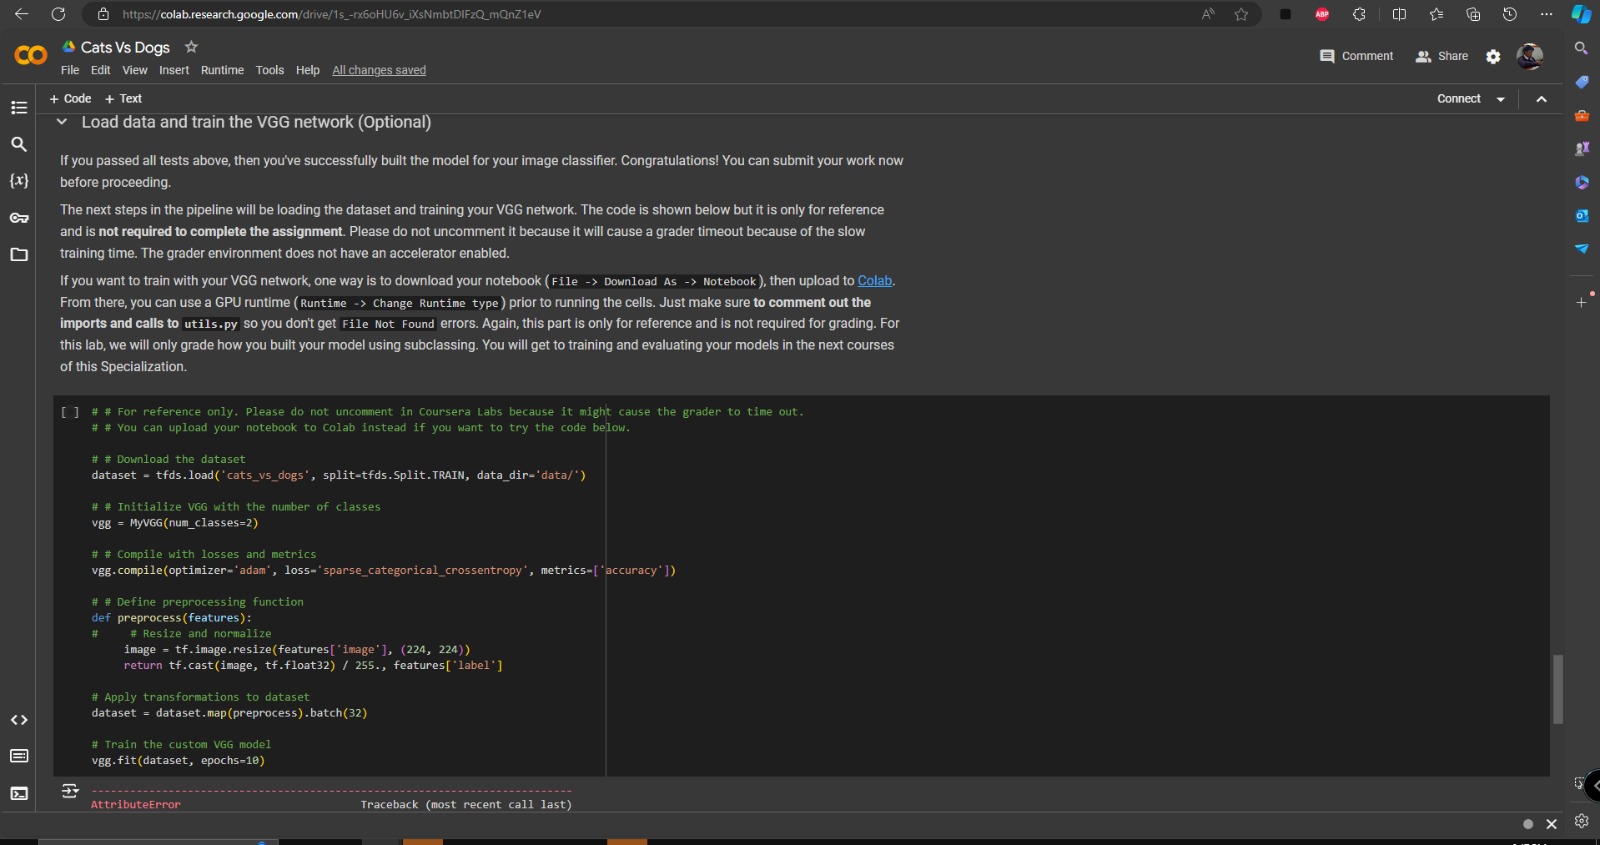 https://colab.research.google.com/drive/1s_-rx6oHU6v_iXsNmbtDIFzQ_mQnZ1eV
ABP
CO
Cats Vs Dogs
Comment
Share
File Edit View Insert Runtime Tools Help All changes saved
+ Code + Text
Connect
Load data and train the VGG network (Optional)
If you passed all tests above, then you've successfully built the model for your image classifier. Congratulations! You can submit your work now
before proceeding.
The next steps in the pipeline will be loading the dataset and training your VGG network. The code is shown below but it is only for reference
and is not required to complete the assignment. Please do not uncomment it because it will cause a grader timeout because of the slow
training time. The grader environment does not have an accelerator enabled.
If you want to train with your VGG network, one way is to download your notebook (File -> Download As -> Notebook), then upload to Colab.
From there, you can use a GPU runtime (Runtime -> Change Runtime type) prior to running the cells. Just make sure to comment out the
imports and calls to utils.py so you don't get File Not Found errors. Again, this part is only for reference and is not required for grading. For
this lab, we will only grade how you built your model using subclassing. You will get to training and evaluating your models in the next courses
of this Specialization.
[ ] # # For reference only. Please do not uncomment in Coursera Labs because it might cause the grader to time out.
# # You can upload your notebook to Colab instead if you want to try the code below.
# # Download the dataset
dataset = tfds.load('cats_vs_dogs', split=tfds.Split.TRAIN, data_dir='data/')
# # Initialize VGG with the number of classes
vgg = MyVGG(num_classes=2)
# # Compile with losses and metrics
vgg.compile(optimizer='adam', loss='sparse_categorical_crossentropy', metrics=['accuracy'])
# # Define preprocessing function
def preprocess(features):
#     # Resize and normalize
    image = tf.image.resize(features['image'], (224, 224))
    return tf.cast(image, tf.float32) / 255., features['label']
# Apply transformations to dataset
dataset = dataset.map(preprocess).batch(32)
# Train the custom VGG model
vgg.fit(dataset, epochs=10)
---------------------------------------------------------------------------
AttributeError Traceback (most recent call last)